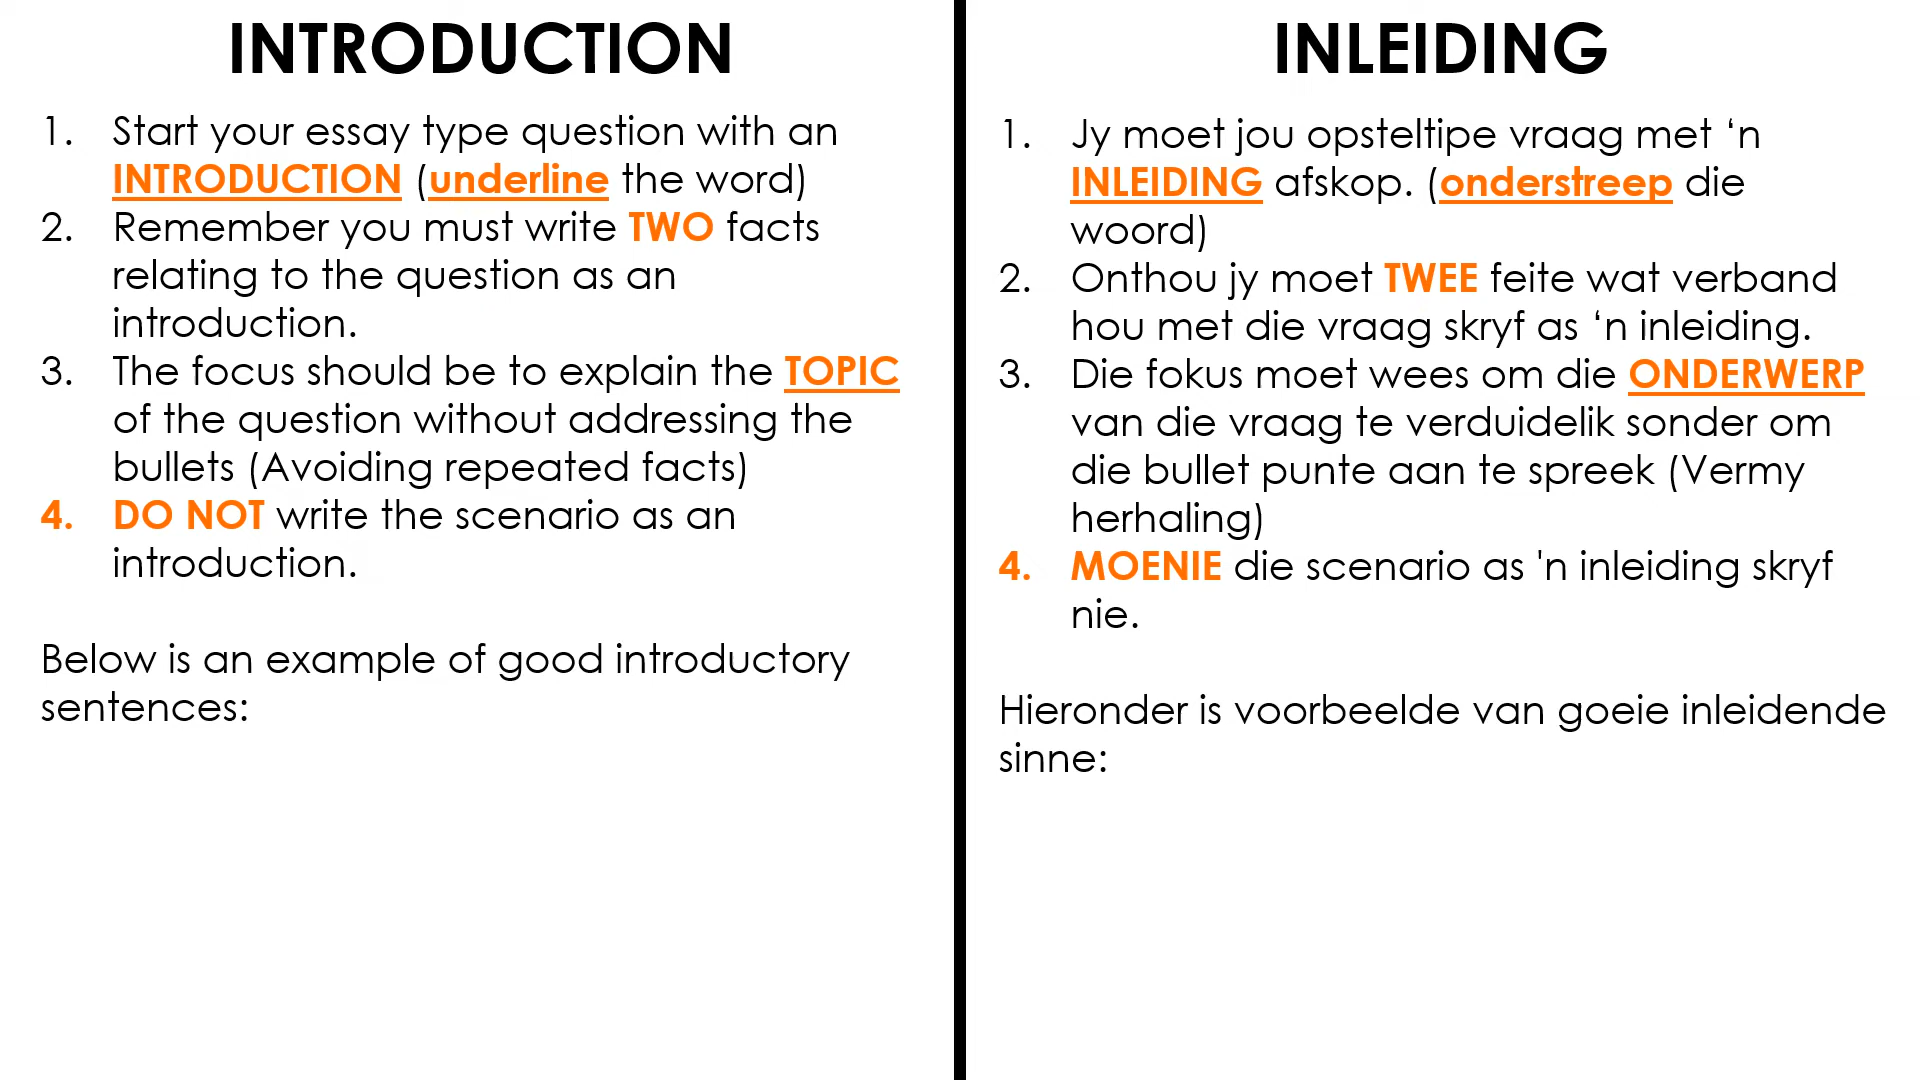 INTRODUCTION
1. Start your essay type question with an
INTRODUCTION (underline the word)
2. Remember you must write TWO facts
relating to the question as an
introduction.
3. The focus should be to explain the TOPIC
of the question without addressing the
bullets (Avoiding repeated facts)
4. DO NOT write the scenario as an
introduction.
Below is an example of good introductory
sentences:
INLEIDING
1. Jy moet jou opsteltipe vraag met ‘n
INLEIDING afskop. (onderstreep die
woord)
2. Onthou jy moet TWEE feite wat verband
hou met die vraag skryf as ‘n inleiding.
3. Die fokus moet wees om die ONDERWERP
van die vraag te verduidelik sonder om
die bullet punte aan te spreek (Vermy
herhaling)
4. MOENIE die scenario as 'n inleiding skryf
nie.
Hieronder is voorbeelde van goeie inleidende
sinne: